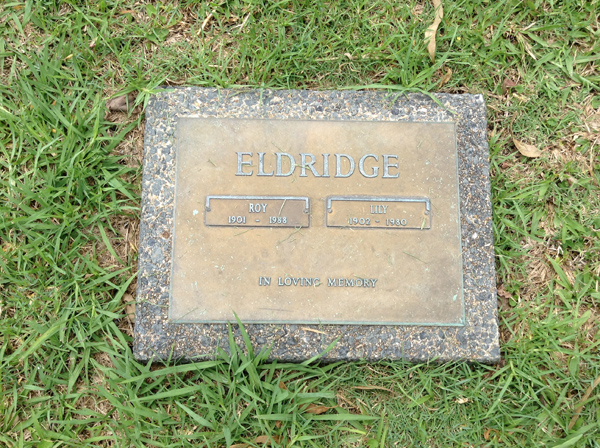 ELDRIDGE
ROY
1901 - 1988
LILY
1902 - 1980
IN LOVING MEMORY